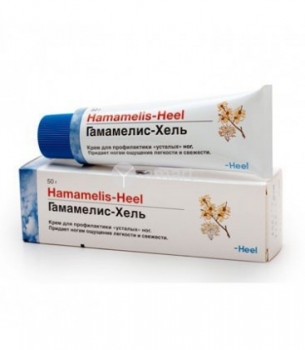 Hamamelis-Heel
Гамамелис-Хель
Крем для профилактики «усталых» ног.
Придает ногам ощущение легкости и свежести.
-Heel
50 г
Hamamelis-Heel
Гамамелис-Хель
Крем для профилактики «усталых» ног.
Придает ногам ощущение легкости и свежести.
-Heel